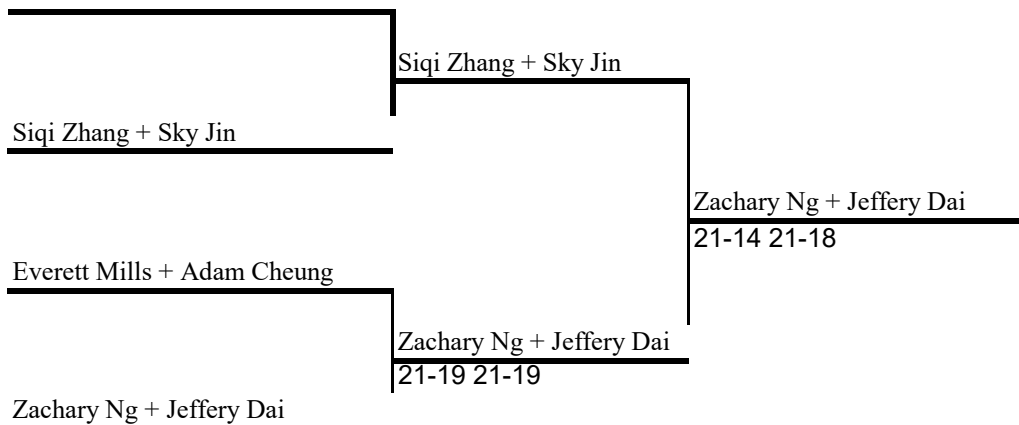 Siqi Zhang + Sky Jin
Siqi Zhang + Sky Jin
Zachary Ng + Jeffery Dai
21-14 21-18
Everett Mills + Adam Cheung
Zachary Ng + Jeffery Dai
21-19 21-19
Zachary Ng + Jeffery Dai